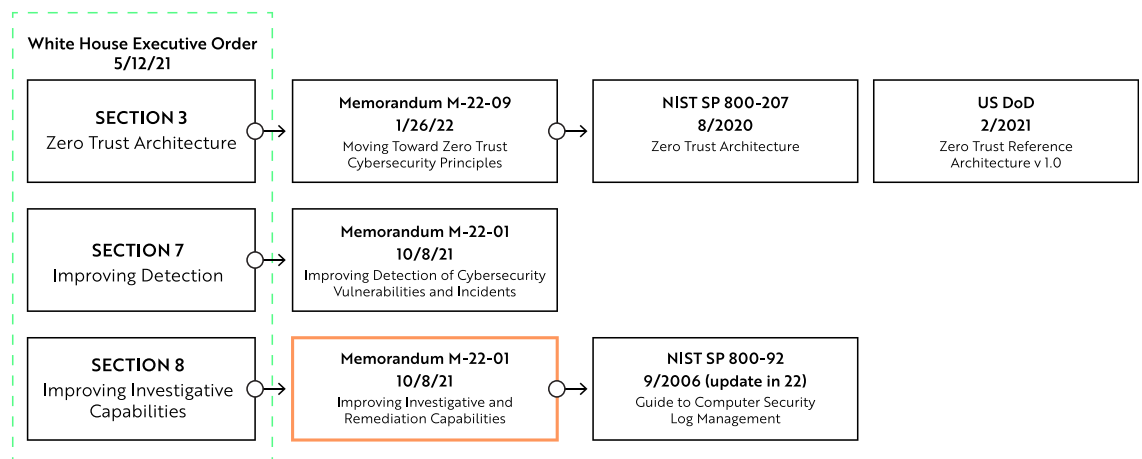 White House Executive Order
5/12/21
SECTION 3
Zero Trust Architecture
Memorandum M-22-09
1/26/22
Moving Toward Zero Trust
Cybersecurity Principles
NIST SP 800-207
8/2020
Zero Trust Architecture
US DoD
2/2021
Zero Trust Reference
Architecture v 1.0
SECTION 7
Improving Detection
Memorandum M-22-01
10/8/21
Improving Detection of Cybersecurity
Vulnerabilities and Incidents
SECTION 8
Improving Investigative
Capabilities
Memorandum M-22-01
10/8/21
Improving Investigative and
Remediation Capabilities
NIST SP 800-92
9/2006 (update in 22)
Guide to Computer Security
Log Management